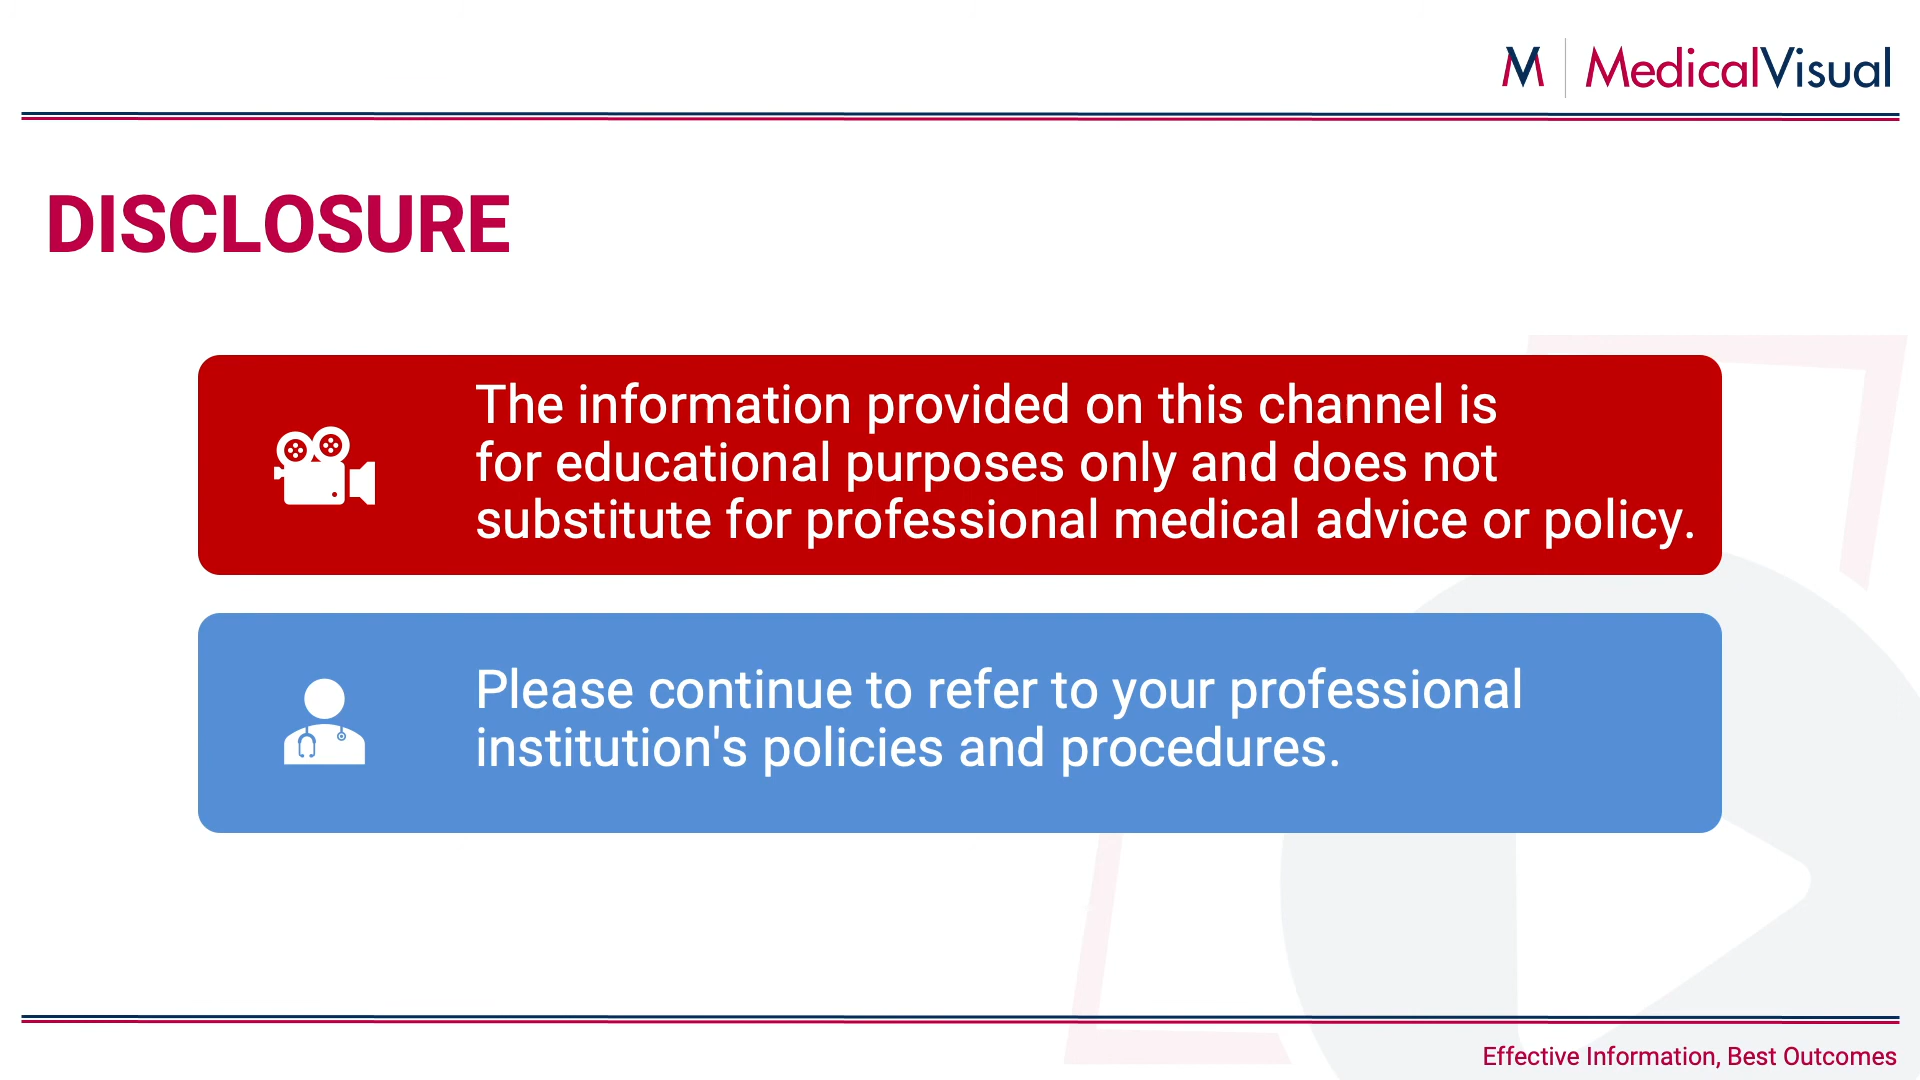 M MedicalVisual
DISCLOSURE
The information provided on this channel is
for educational purposes only and does not
substitute for professional medical advice or policy.
Please continue to refer to your professional
institution's policies and procedures.
Effective Information, Best Outcomes